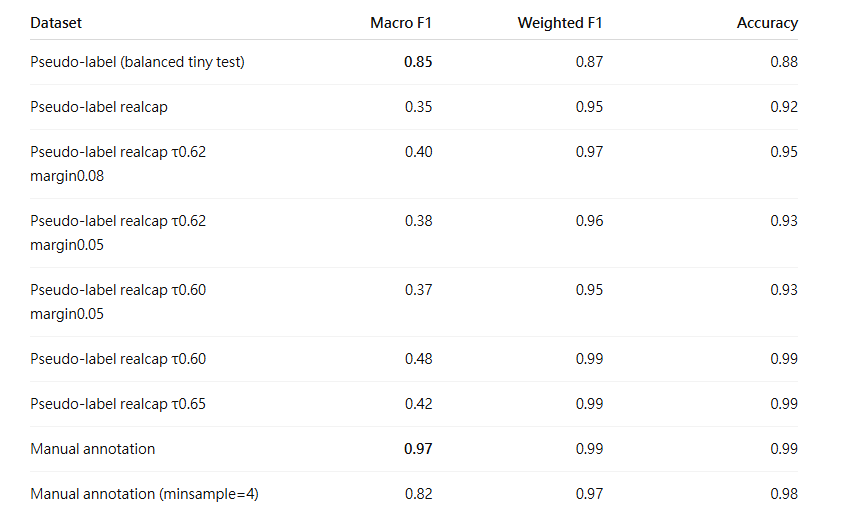 Dataset Macro F1 Weighted F1 Accuracy
Pseudo-label (balanced tiny test) 0.85 0.87 0.88
Pseudo-label realcap 0.35 0.95 0.92
Pseudo-label realcap τ0.62 0.40 0.97 0.95
margin0.08
Pseudo-label realcap τ0.62 0.38 0.96 0.93
margin0.05
Pseudo-label realcap τ0.60 0.37 0.95 0.93
margin0.05
Pseudo-label realcap τ0.60 0.48 0.99 0.99
Pseudo-label realcap τ0.65 0.42 0.99 0.99
Manual annotation 0.97 0.99 0.99
Manual annotation (minsample=4) 0.82 0.97 0.98